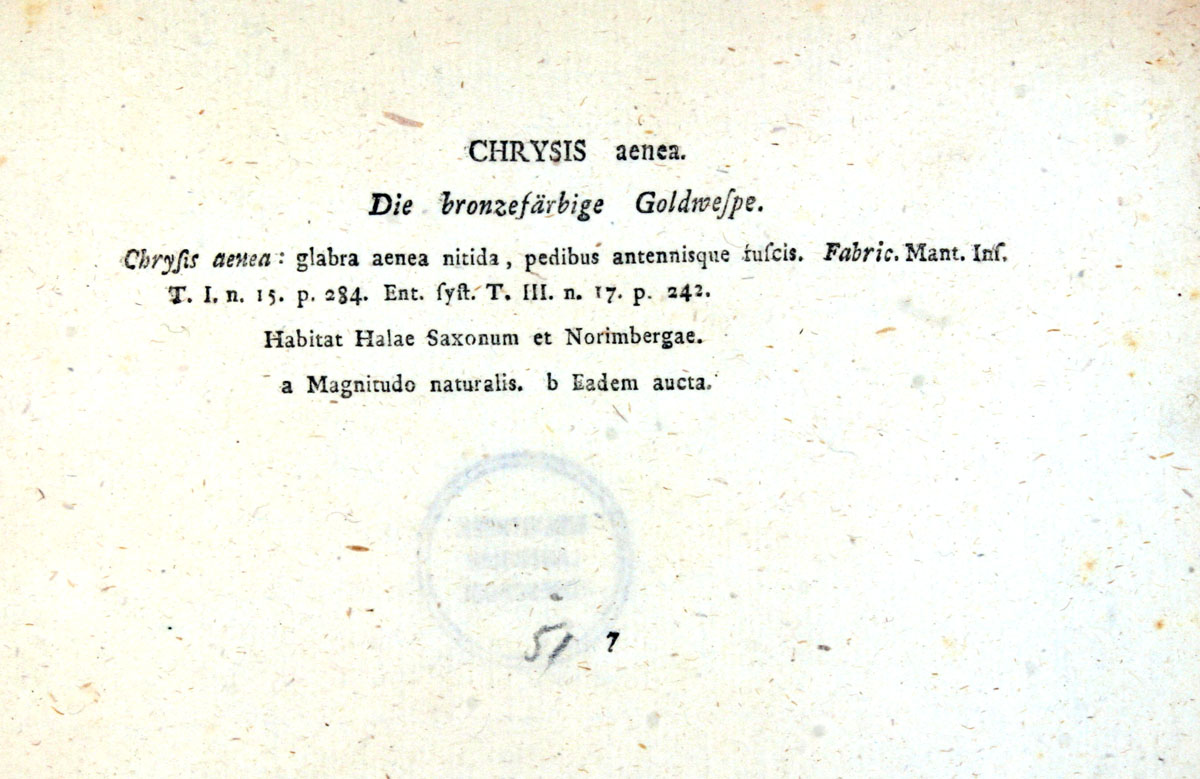 CHRYSIS aenea.
Die bronzefärbige Goldweſpe.
Chryſis aenea: glabra aenea nitida, pedibus antennisque fuſcis. Fabric. Mant. Inſ.
T. I. n. 15. p. 284. Ent. ſyſt. T. III. n. 17. p. 242.
Habitat Halae Saxonum et Norimbergae.
a Magnitudo naturalis. b Eadem aucta.
51 7